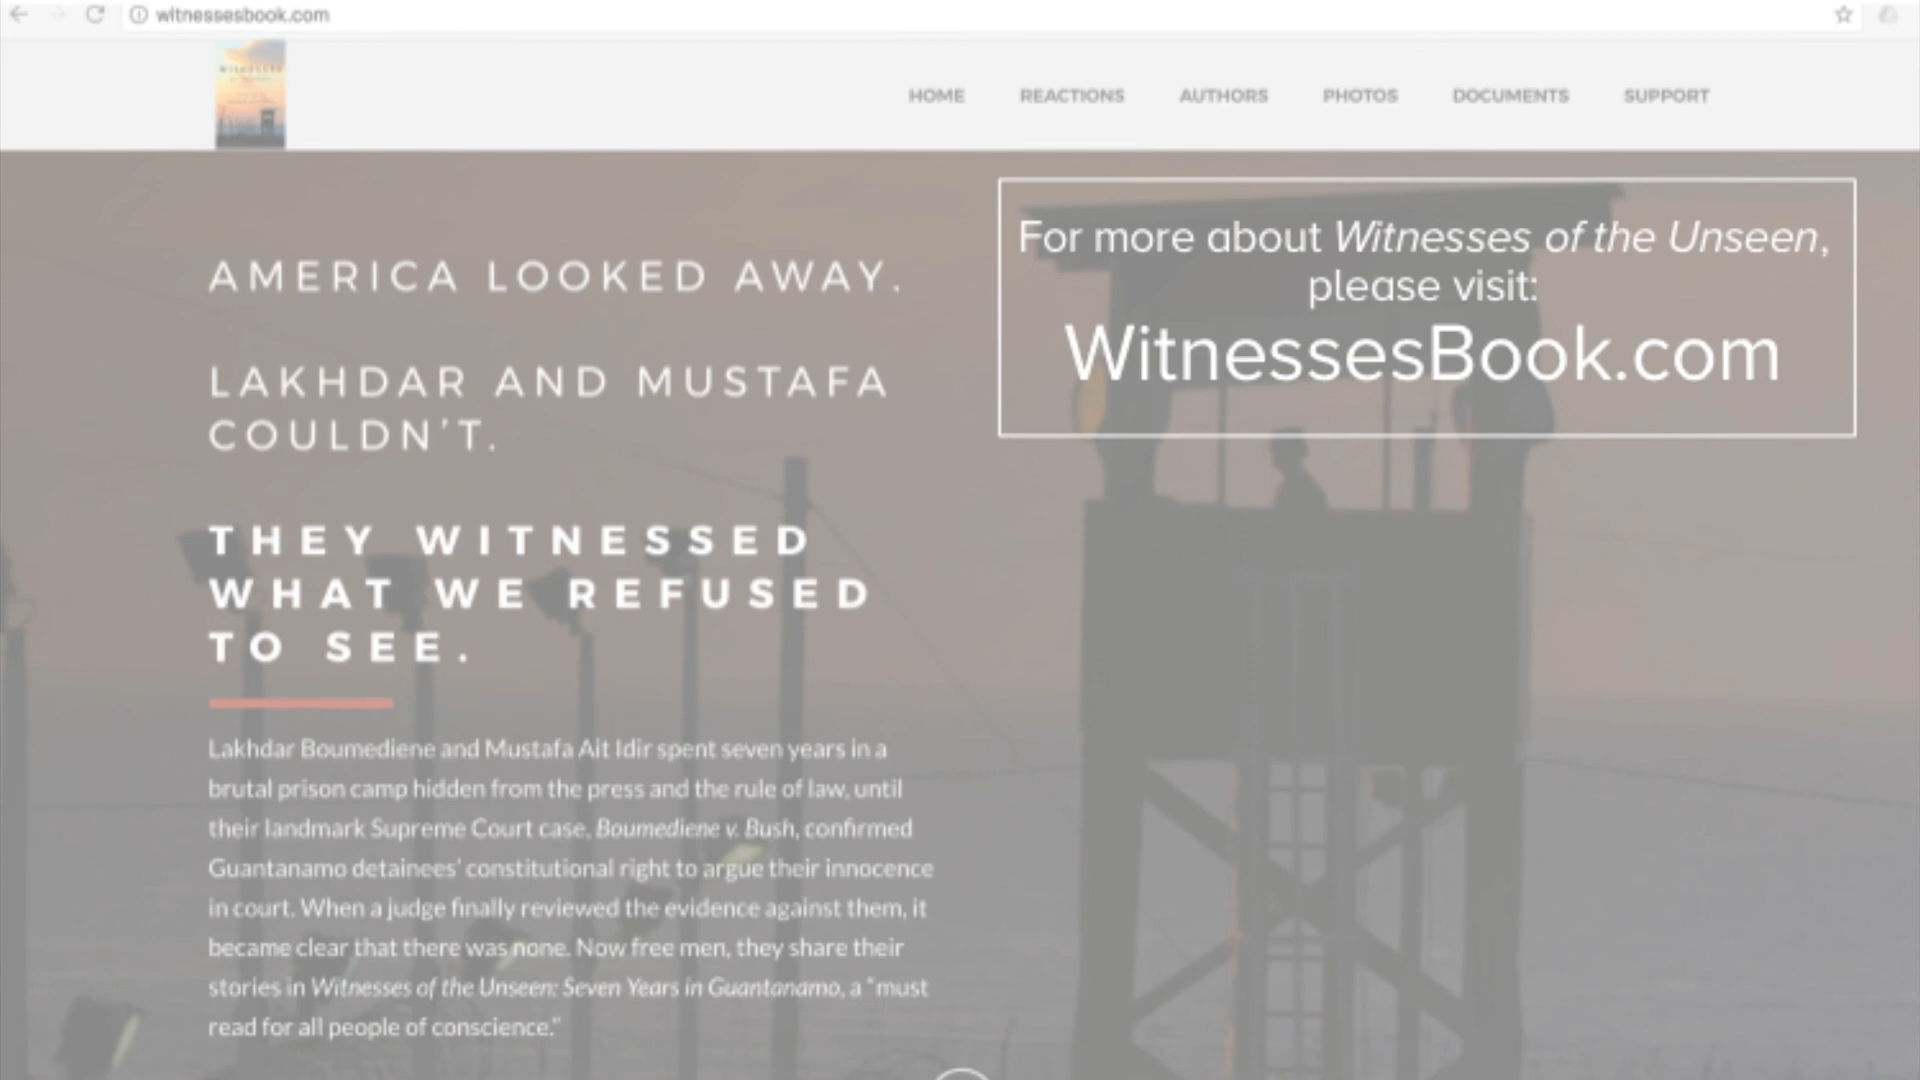 witnessesbook.com
HOME REACTIONS AUTHORS PHOTOS DOCUMENTS SUPPORT
For more about Witnesses of the Unseen,
please visit:
WitnessesBook.com
AMERICA LOOKED AWAY.
LAKHDAR AND MUSTAFA
COULDN'T.
THEY WITNESSED
WHAT WE REFUSED
TO SEE.
Lakhdar Boumediene and Mustafa Ait Idir spent seven years in a
brutal prison camp hidden from the press and the rule of law, until
their landmark Supreme Court case, Boumediene v. Bush, confirmed
Guantanamo detainees' constitutional right to argue their innocence
in court. When a judge finally reviewed the evidence against them, it
became clear that there was none. Now free men, they share their
stories in Witnesses of the Unseen: Seven Years in Guantanamo, a "must
read for all people of conscience."